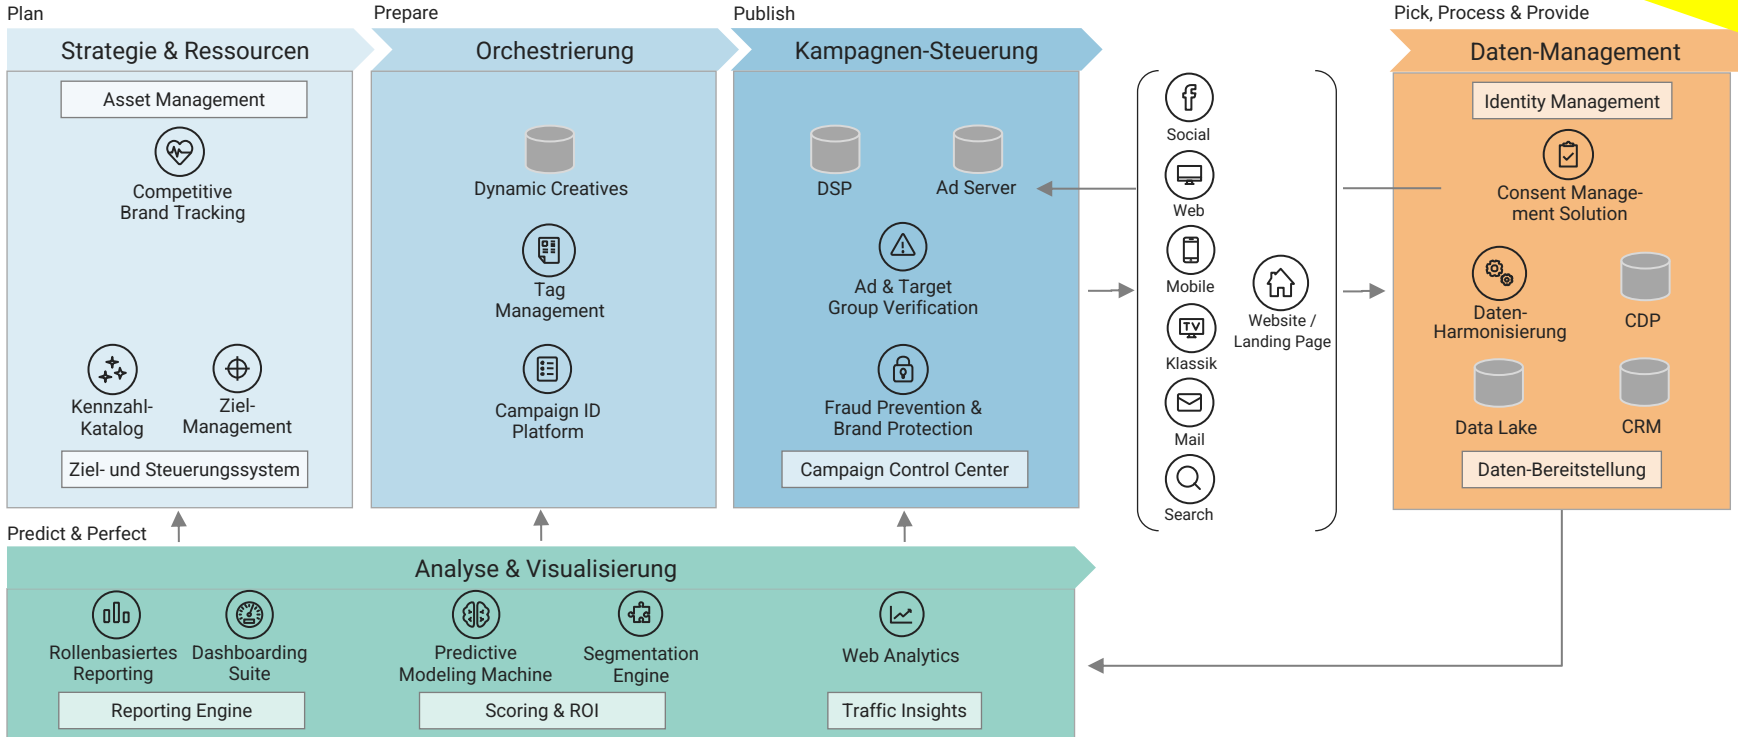 Plan
Strategie & Ressourcen
Asset Management
Competitive
Brand Tracking
Kennzahl-
Katalog
Ziel-
Management
Ziel- und Steuerungssystem
Prepare
Orchestrierung
Dynamic Creatives
Tag
Management
Campaign ID
Platform
Publish
Kampagnen-Steuerung
DSP
Ad Server
Ad & Target
Group Verification
Fraud Prevention &
Brand Protection
Campaign Control Center
Social
Web
Mobile
TV
Klassik
Mail
Search
Website /
Landing Page
Pick, Process & Provide
Daten-Management
Identity Management
Consent Manage-
ment Solution
Daten-
Harmonisierung
CDP
Data Lake
CRM
Daten-Bereitstellung
Predict & Perfect
Analyse & Visualisierung
Rollenbasiertes
Reporting
Dashboarding
Suite
Reporting Engine
Predictive
Modeling Machine
Segmentation
Engine
Scoring & ROI
Web Analytics
Traffic Insights